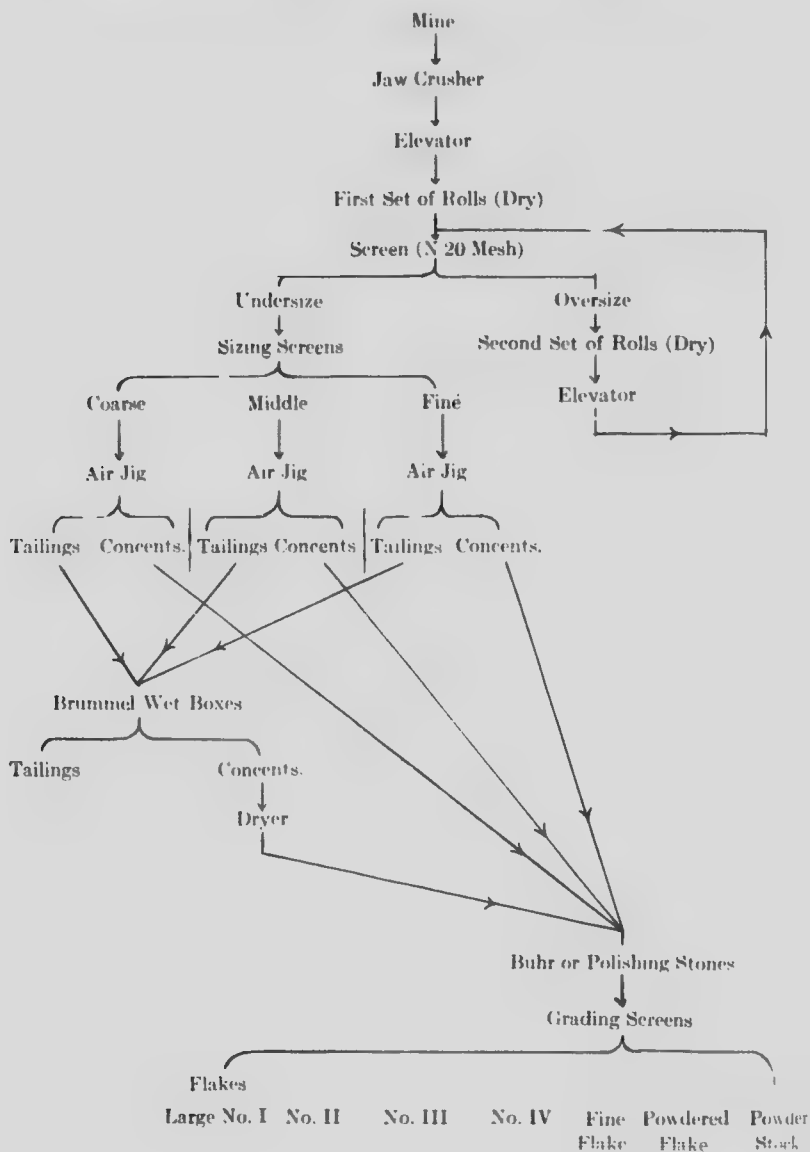 Mine
Jaw Crusher
Elevator
First Set of Rolls (Dry)
Screen (N 20 Mesh)
Undersize Oversize
Sizing Screens Second Set of Rolls (Dry)
Coarse Middle Finé Elevator
Air Jig Air Jig Air Jig
Tailings Concents. Tailings Concents Tailings Concents.
Brummel Wet Boxes
Tailings Concents.
Dryer
Buhr or Polishing Stones
Grading Screens
Flakes
Large No. I No. II No. III No. IV Fine Powdered Powder
Flake Flake Stock